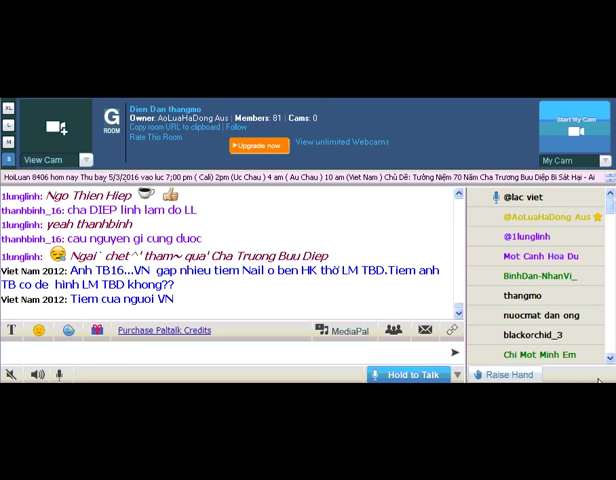 XL
L
M
S
View Cam
G
ROOM
Dien Dan thangmo
Owner: AoLuaHaDong Aus | Members: 81 | Cams: 0
Copy room URL to clipboard | Follow
Rate This Room
Upgrade now
View unlimited Webcams
Start My Cam
My Cam
HoiLuan 8406 hom nay Thu bay 5/3/2016 vao luc 7;00 pm ( Cali) 2pm (Uc Chau ) 4 am ( Au Chau ) 10 am (Viet Nam ) Chủ Đề: Tường Niệm 70 Năm Cha Trương Bửu Diệp Bi Sát Hại - Ai
1lunglinh: Ngo Thien Hiep
thanhbinh_16: cha DIEP linh lam do LL
1lunglinh: yeah thanhbinh
thanhbinh_16: cau nguyen gi cung duoc
1lunglinh: Ngai` chet^' tham~ qua' Cha Truong Buu Diep
Viet Nam 2012: Anh TB16...VN gap nhieu tiem Nail o ben HK thờ LM TBD.Tiem anh
TB co de hình LM TBD khong??
Viet Nam 2012: Tiem cua nguoi VN
T
Purchase Paltalk Credits
MediaPal
Hold to Talk
@lac viet
@AoLuaHaDong Aus
@1lunglinh
Mot Canh Hoa Du
BinhDan-NhanVi_
thangmo
nuocmat dan ong
blackorchid_3
Chi Mot Minh Em
Raise Hand